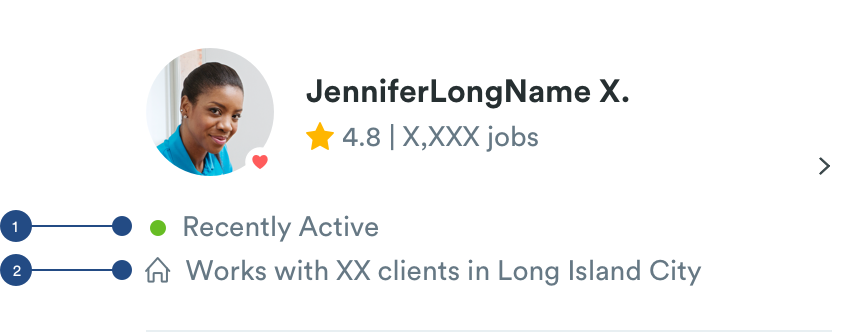 JenniferLongName X.
4.8 | X,XXX jobs
1
Recently Active
2
Works with XX clients in Long Island City